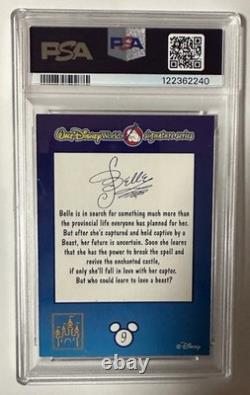 PSA
PSA
122362240
Walt Disney World signature series
Belle
Belle is in search for something much more than
the provincial life everyone has planned for her.
But after she's captured and held captive by a
Beast, her future is uncertain. Soon she learns
that she has the power to break the spell and
revive the enchanted castle,
if only she'll fall in love with her captor.
But who could learn to love a beast?
9
©Disney